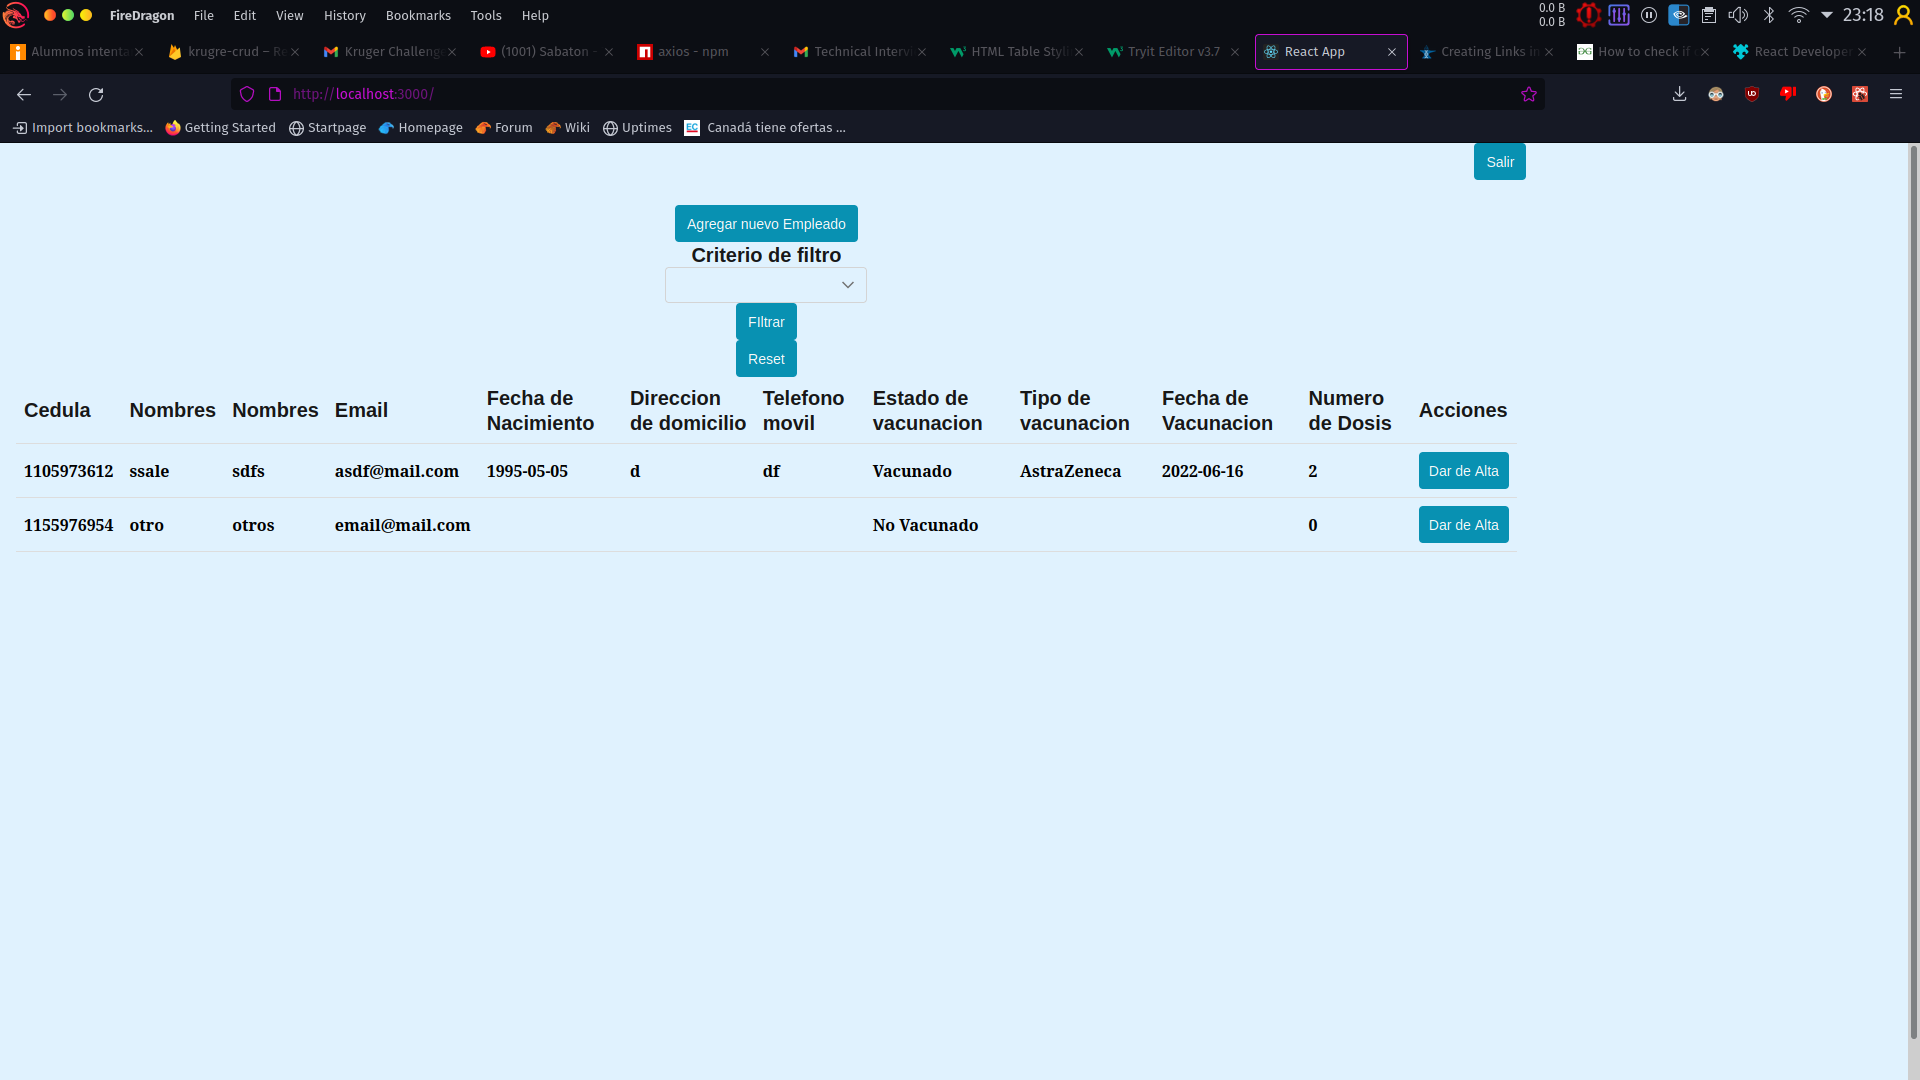 FireDragon File Edit View History Bookmarks Tools Help
0.0 B
0.0 B
23:18
Alumnos intenta
krugre-crud – Re
Kruger Challeng
(1001) Sabaton -
axios - npm
Technical Intervi
HTML Table Styli
Tryit Editor v3.7
React App
Creating Links in
How to check if
React Developer
http://localhost:3000/
Import bookmarks... Getting Started Startpage Homepage Forum Wiki Uptimes Canadá tiene ofertas ...
Salir
Agregar nuevo Empleado
Criterio de filtro
FIltrar
Reset
Cedula Nombres Nombres Email Fecha de Nacimiento Direccion de domicilio Telefono movil Estado de vacunacion Tipo de vacunacion Fecha de Vacunacion Numero de Dosis Acciones
1105973612 ssale sdfs asdf@mail.com 1995-05-05 d df Vacunado AstraZeneca 2022-06-16 2 Dar de Alta
1155976954 otro otros email@mail.com No Vacunado 0 Dar de Alta